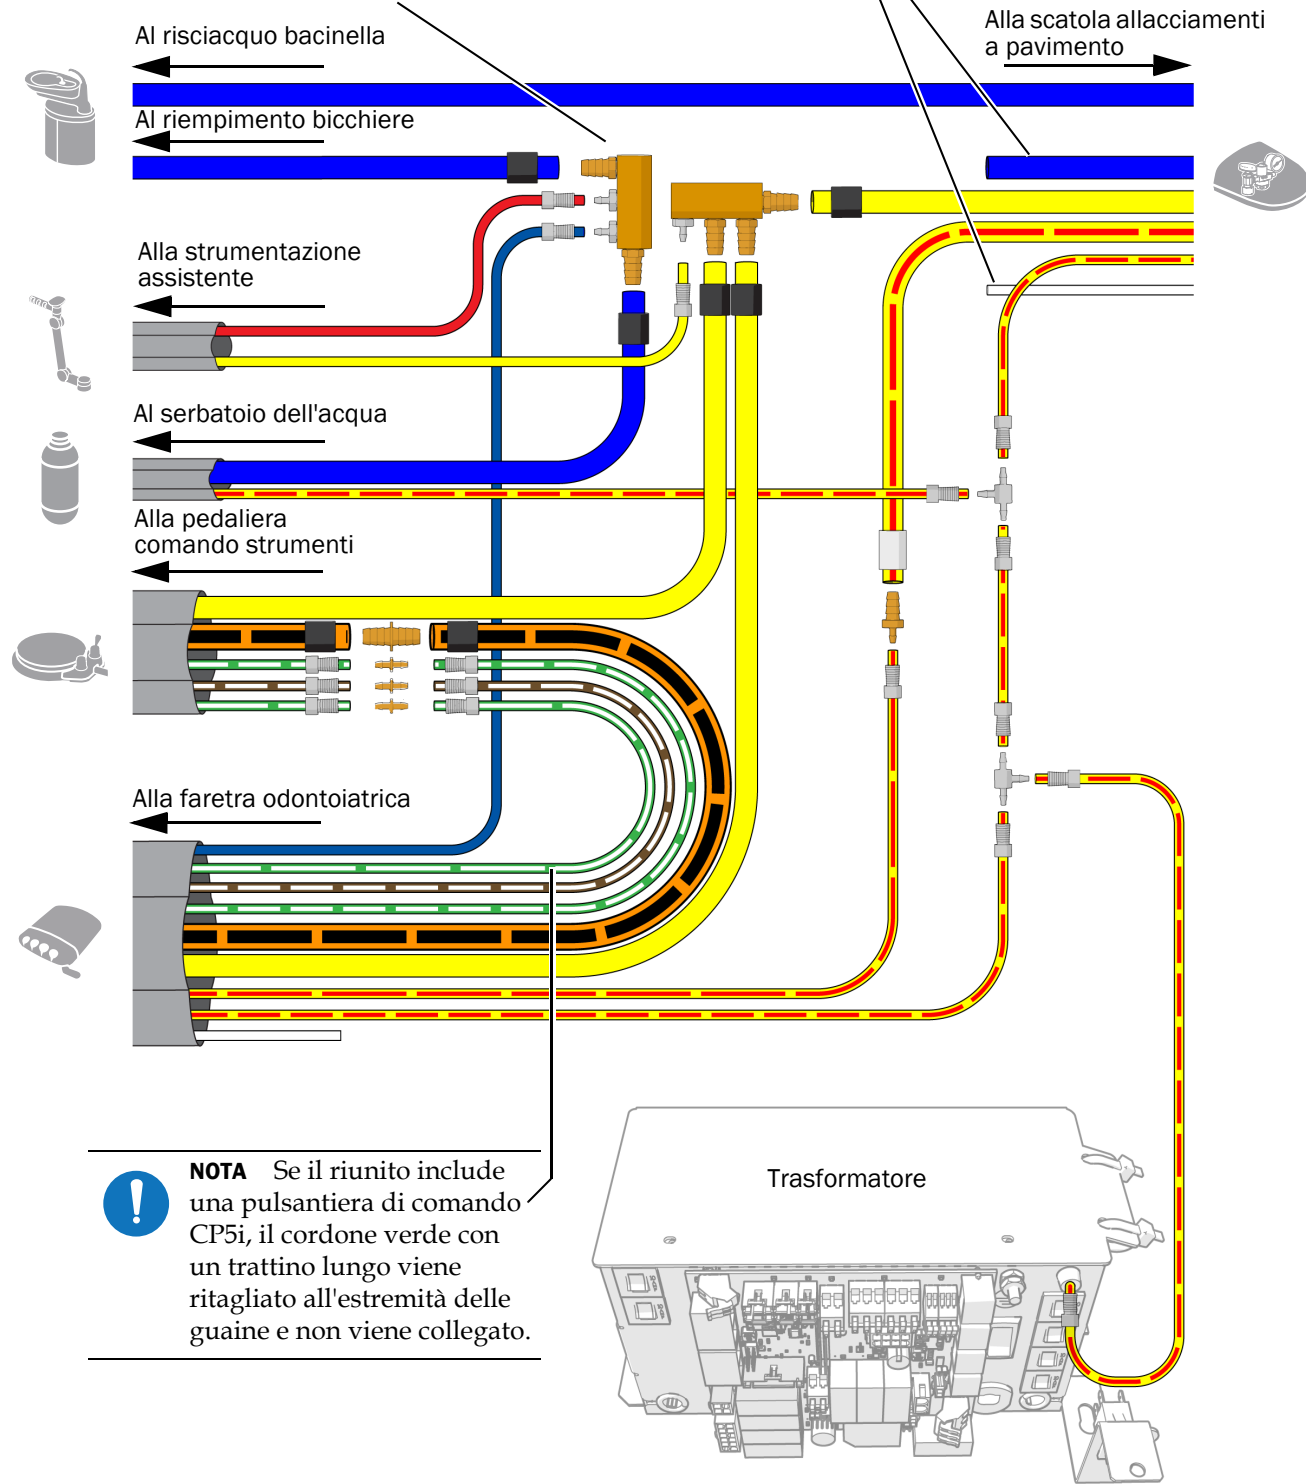 Al risciacquo bacinella
Alla scatola allacciamenti
a pavimento
Al riempimento bicchiere
Alla strumentazione
assistente
Al serbatoio dell'acqua
Alla pedaliera
comando strumenti
Alla faretra odontoiatrica
NOTA Se il riunito include
una pulsantiera di comando
CP5i, il cordone verde con
un trattino lungo viene
ritagliato all'estremità delle
guaine e non viene collegato.
Trasformatore